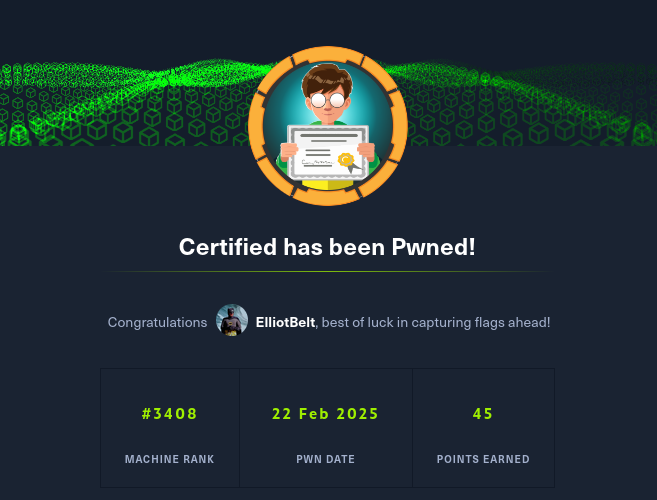 Certified has been Pwned!
Congratulations ElliotBelt, best of luck in capturing flags ahead!
#3408 22 Feb 2025 45
MACHINE RANK PWN DATE POINTS EARNED